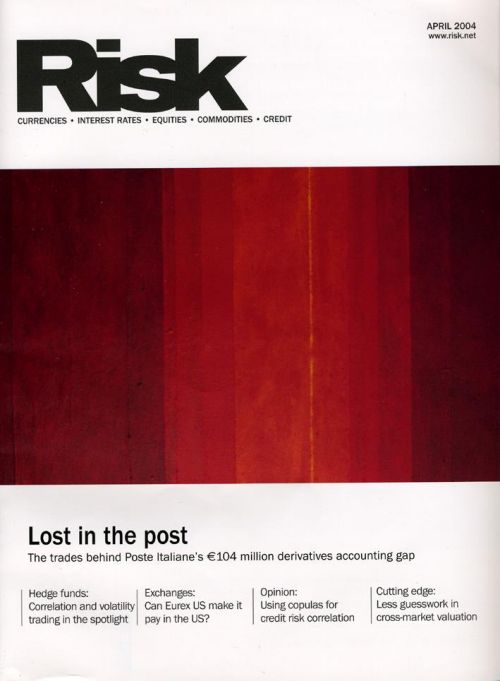 APRIL 2004
www.risk.net
Risk
CURRENCIES • INTEREST RATES • EQUITIES • COMMODITIES • CREDIT
Lost in the post
The trades behind Poste Italiane's €104 million derivatives accounting gap
Hedge funds:
Correlation and volatility
trading in the spotlight
Exchanges:
Can Eurex US make it
pay in the US?
Opinion:
Using copulas for
credit risk correlation
Cutting edge:
Less guesswork in
cross-market valuation